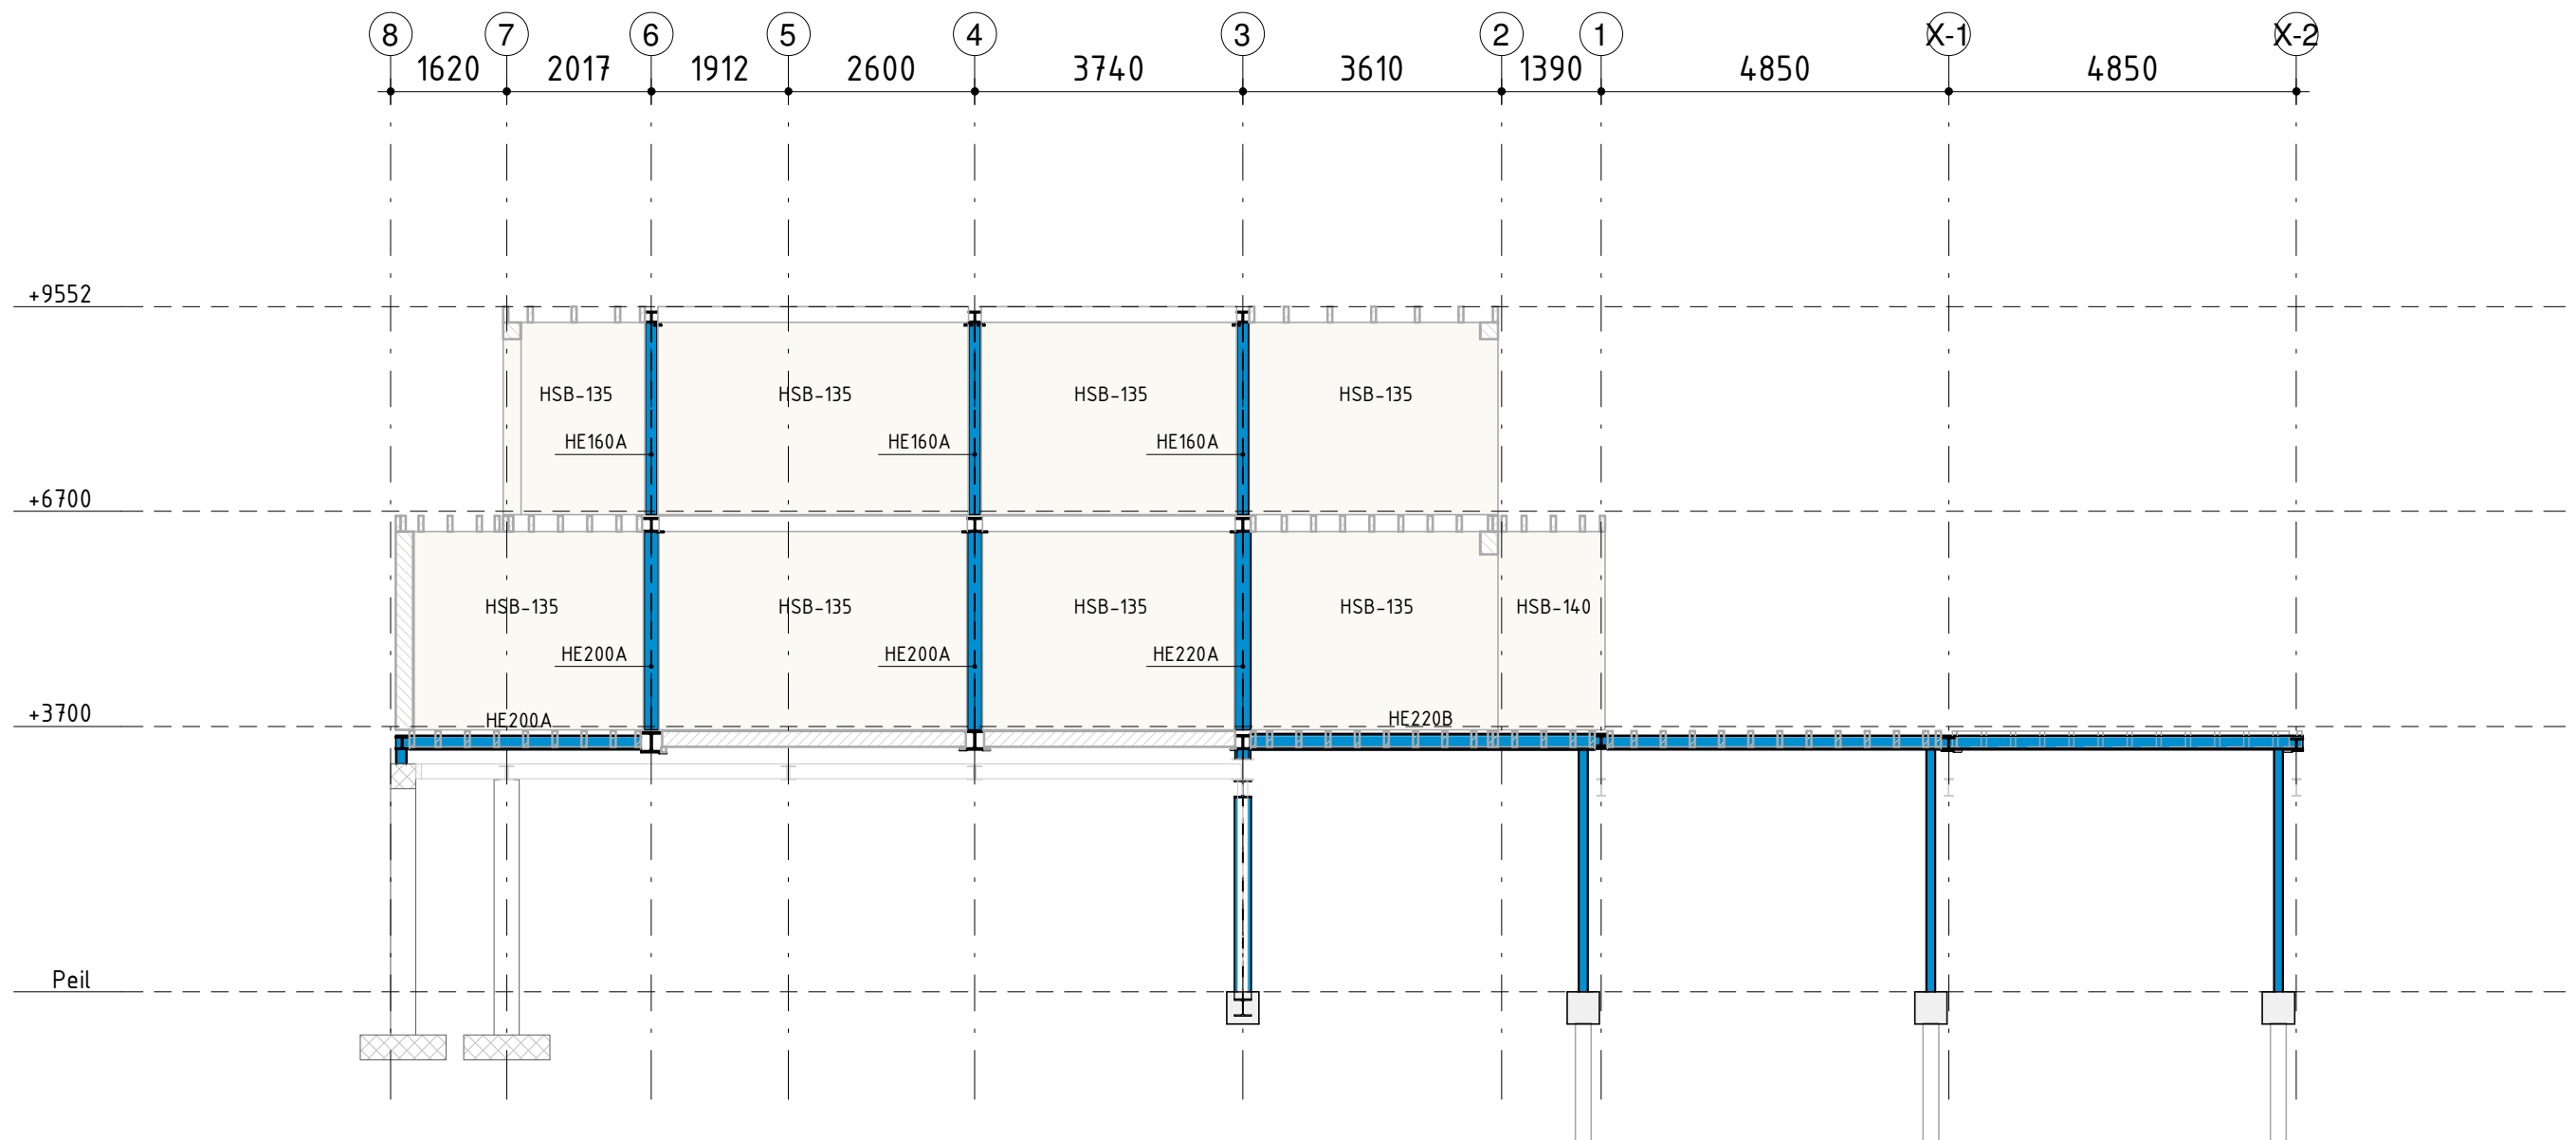 8 7 6 5 4 3 2 1 X-1 X-2
1620 2017 1912 2600 3740 3610 1390 4850 4850
+9552
HSB-135 HSB-135 HSB-135 HSB-135
HE160A HE160A HE160A
+6700
HSB-135 HSB-135 HSB-135 HSB-135 HSB-140
HE200A HE200A HE220A
+3700 HE200A HE220B
Peil